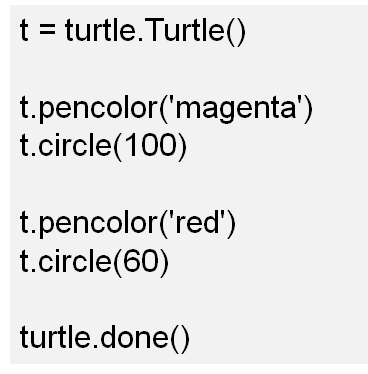 t = turtle.Turtle()
t.pencolor('magenta')
t.circle(100)
t.pencolor('red')
t.circle(60)
turtle.done()